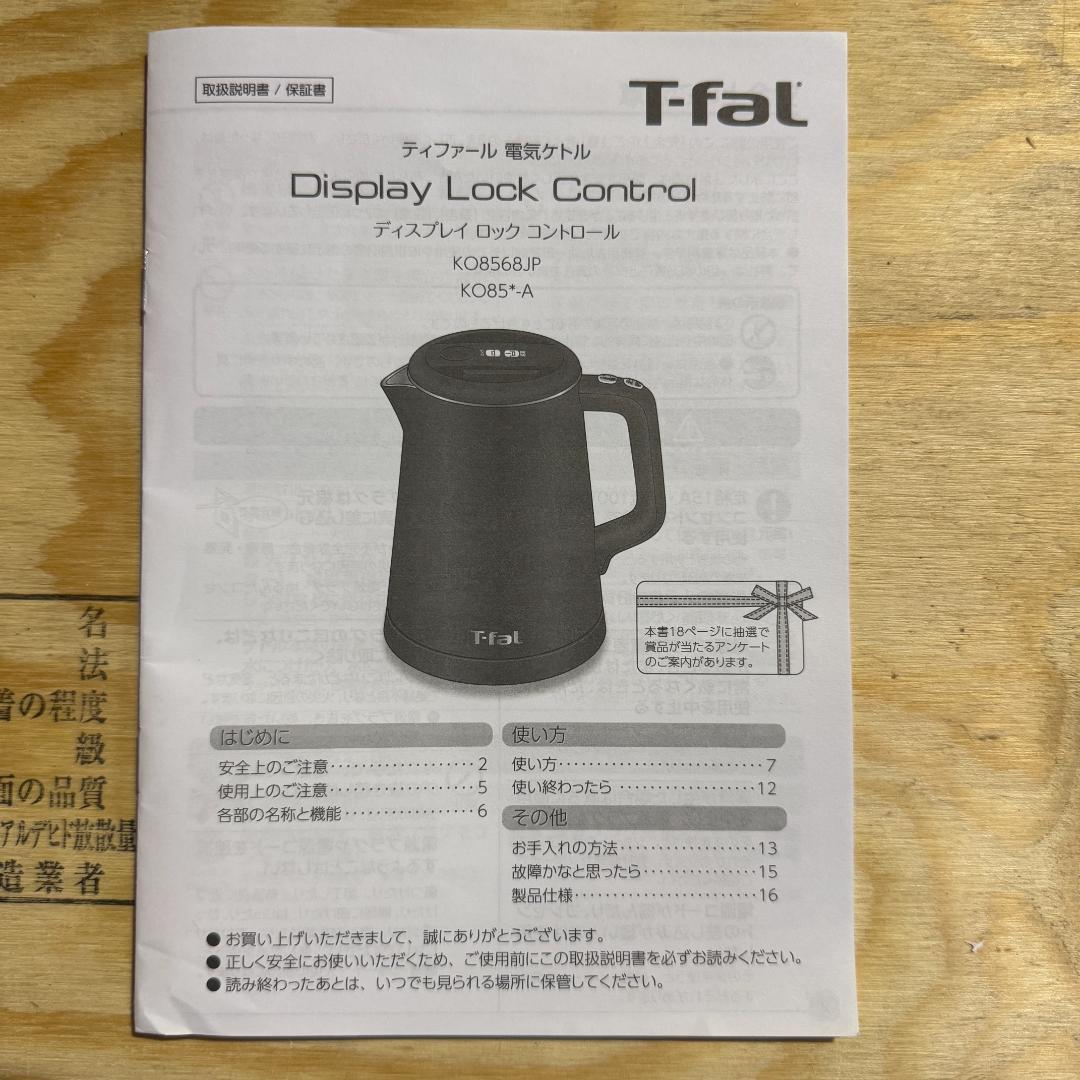 取扱説明書 / 保証書
T-fal
ティファール 電気ケトル
Display Lock Control
ディスプレイ ロック コントロール
KO8568JP
KO85*-A
T-fal
本書18ページに抽選で
賞品が当たるアンケート
のご案内があります。
はじめに
安全上のご注意··················2
使用上のご注意··················5
各部の名称と機能················6
使い方
使い方··························7
使い終わったら ·················12
その他
お手入れの方法·················13
故障かなと思ったら··············15
製品仕様·······················16
● お買い上げいただきまして、誠にありがとうございます。
● 正しく安全にお使いいただくため、ご使用前にこの取扱説明書を必ずお読みください。
● 読み終わったあとは、いつでも見られる場所に保管してください。
名
法
着の程度
級
面の品質
アルデヒド放散量
造業者